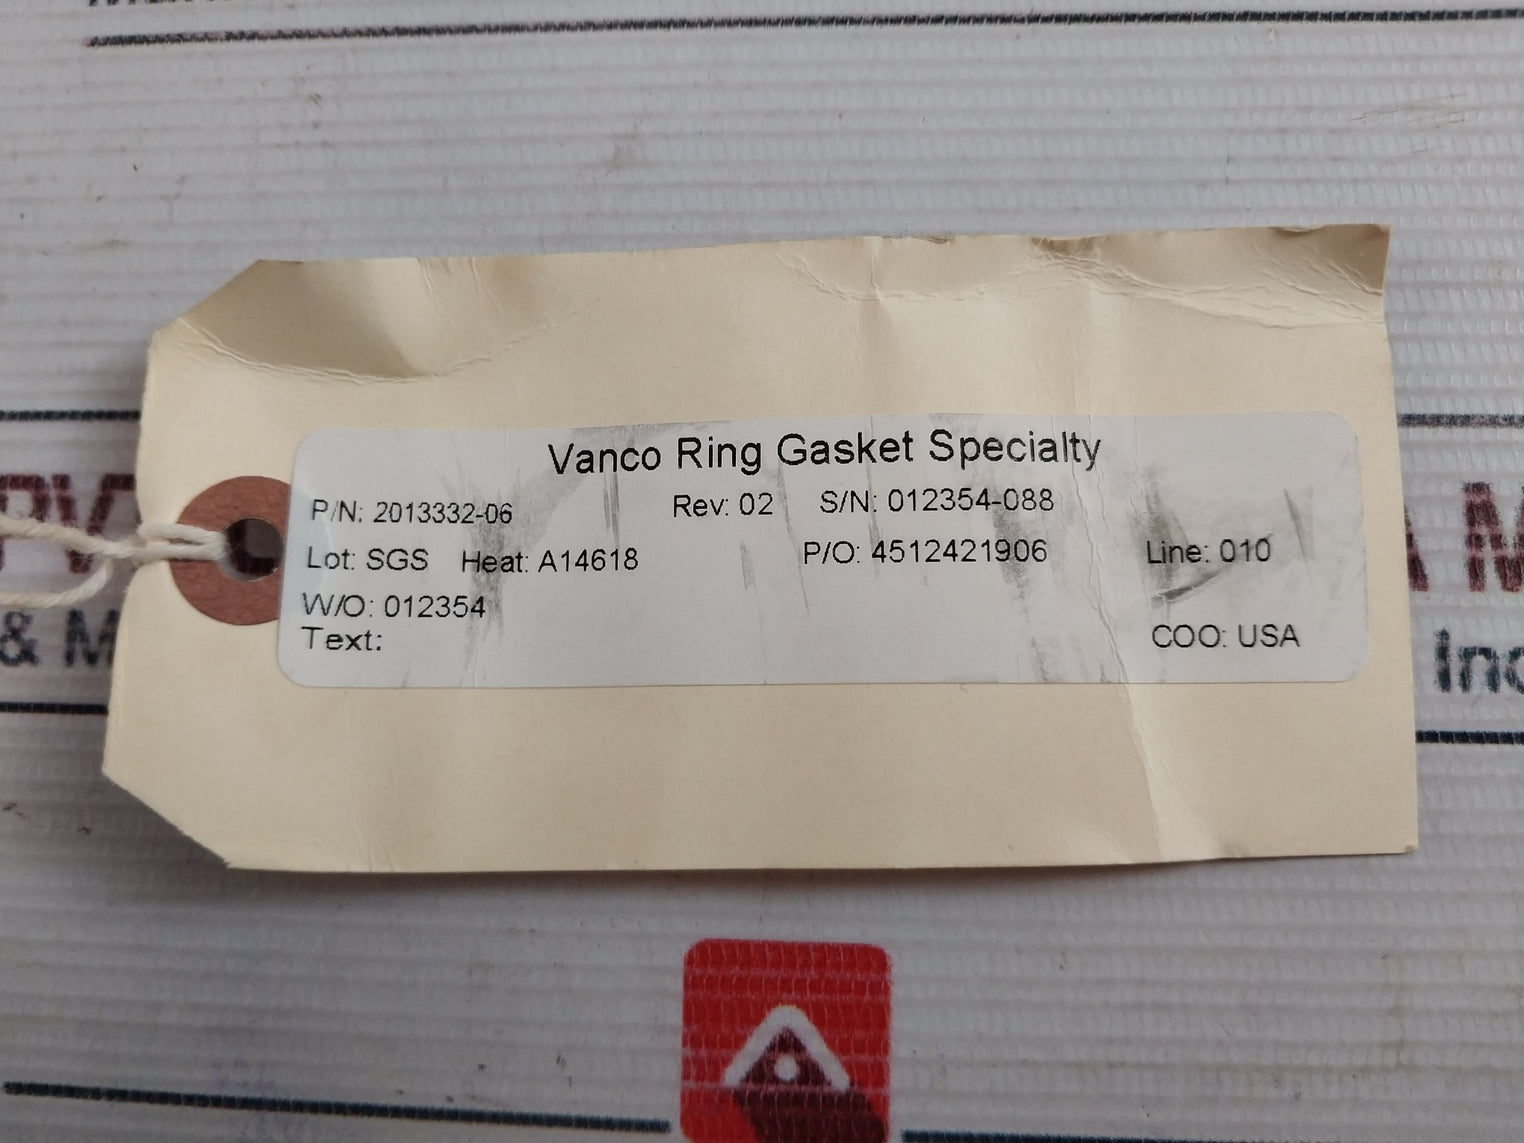 Vanco Ring Gasket Specialty
P/N: 2013332-06 Rev: 02 S/N: 012354-088
Lot: SGS Heat: A14618 P/O: 4512421906 Line: 010
W/O: 012354
Text: COO: USA
& M